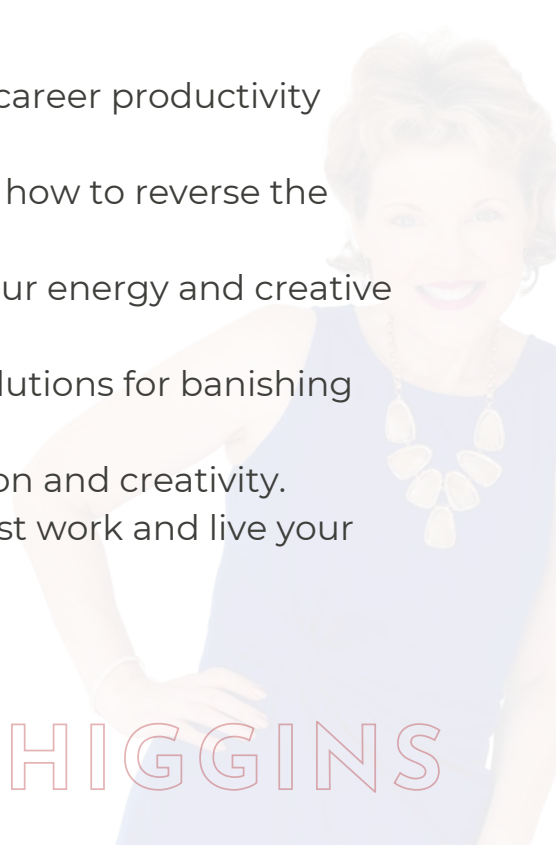 career productivity
how to reverse the
ur energy and creative
lutions for banishing
on and creativity.
st work and live your
HIGGINS